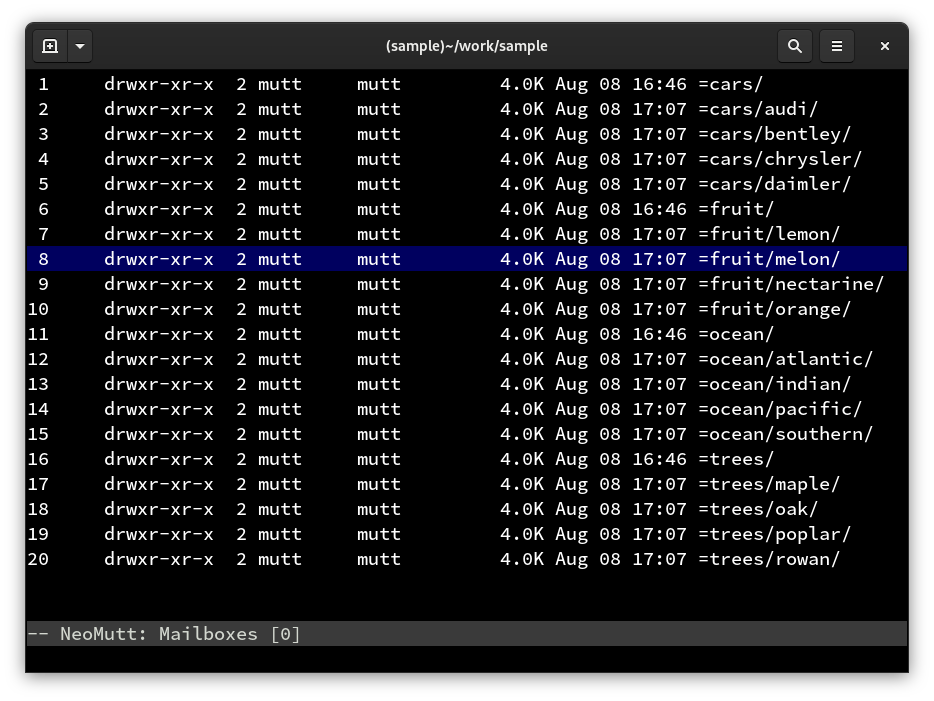 (sample)~/work/sample
1 drwxr-xr-x 2 mutt mutt 4.0K Aug 08 16:46 =cars/
2 drwxr-xr-x 2 mutt mutt 4.0K Aug 08 17:07 =cars/audi/
3 drwxr-xr-x 2 mutt mutt 4.0K Aug 08 17:07 =cars/bentley/
4 drwxr-xr-x 2 mutt mutt 4.0K Aug 08 17:07 =cars/chrysler/
5 drwxr-xr-x 2 mutt mutt 4.0K Aug 08 17:07 =cars/daimler/
6 drwxr-xr-x 2 mutt mutt 4.0K Aug 08 16:46 =fruit/
7 drwxr-xr-x 2 mutt mutt 4.0K Aug 08 17:07 =fruit/lemon/
8 drwxr-xr-x 2 mutt mutt 4.0K Aug 08 17:07 =fruit/melon/
9 drwxr-xr-x 2 mutt mutt 4.0K Aug 08 17:07 =fruit/nectarine/
10 drwxr-xr-x 2 mutt mutt 4.0K Aug 08 17:07 =fruit/orange/
11 drwxr-xr-x 2 mutt mutt 4.0K Aug 08 16:46 =ocean/
12 drwxr-xr-x 2 mutt mutt 4.0K Aug 08 17:07 =ocean/atlantic/
13 drwxr-xr-x 2 mutt mutt 4.0K Aug 08 17:07 =ocean/indian/
14 drwxr-xr-x 2 mutt mutt 4.0K Aug 08 17:07 =ocean/pacific/
15 drwxr-xr-x 2 mutt mutt 4.0K Aug 08 17:07 =ocean/southern/
16 drwxr-xr-x 2 mutt mutt 4.0K Aug 08 16:46 =trees/
17 drwxr-xr-x 2 mutt mutt 4.0K Aug 08 17:07 =trees/maple/
18 drwxr-xr-x 2 mutt mutt 4.0K Aug 08 17:07 =trees/oak/
19 drwxr-xr-x 2 mutt mutt 4.0K Aug 08 17:07 =trees/poplar/
20 drwxr-xr-x 2 mutt mutt 4.0K Aug 08 17:07 =trees/rowan/
-- NeoMutt: Mailboxes [0]